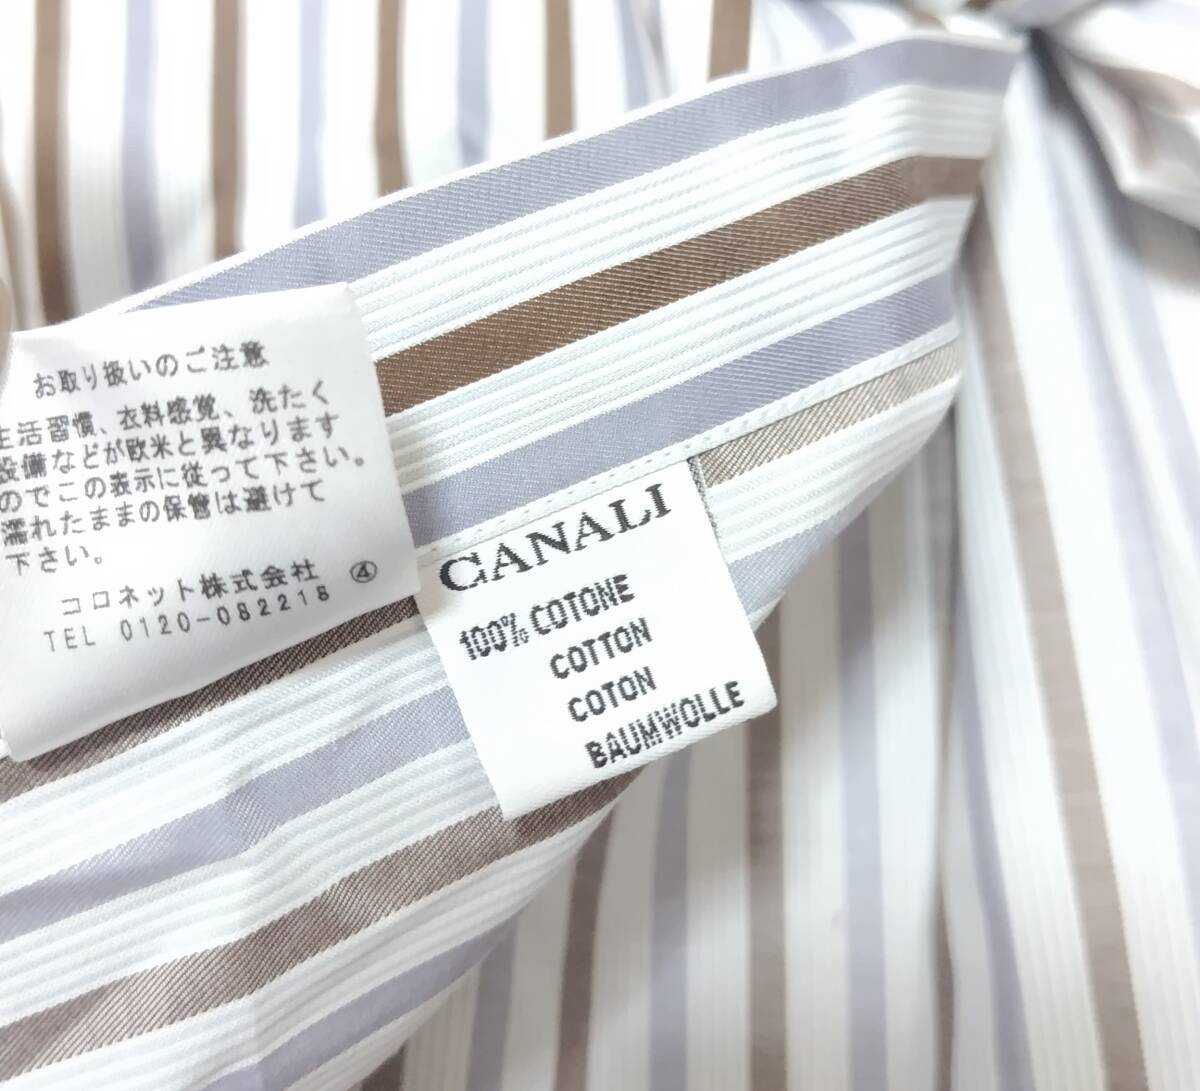 お取り扱いのご注意
生活習慣、衣料感覚、洗たく
設備などが欧米と異なります
のでこの表示に従って下さい。
濡れたままの保管は避けて
下さい。
コロネット株式会社 ④
TEL 0120-082218
CANALI
100% COTONE
COTTON
COTON
BAUMWOLLE